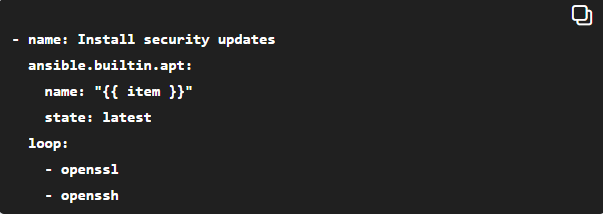 - name: Install security updates
  ansible.builtin.apt:
    name: "{{ item }}"
    state: latest
  loop:
    - openssl
    - openssh